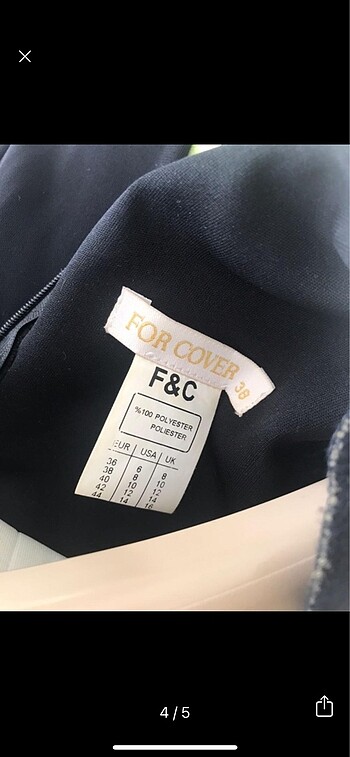 FOR COVER
38
F&C
%100 POLYESTER
POLIESTER
EUR | USA | UK
36 6 8
38 8 10
40 10 12
42 12 14
44 14 16
4 / 5